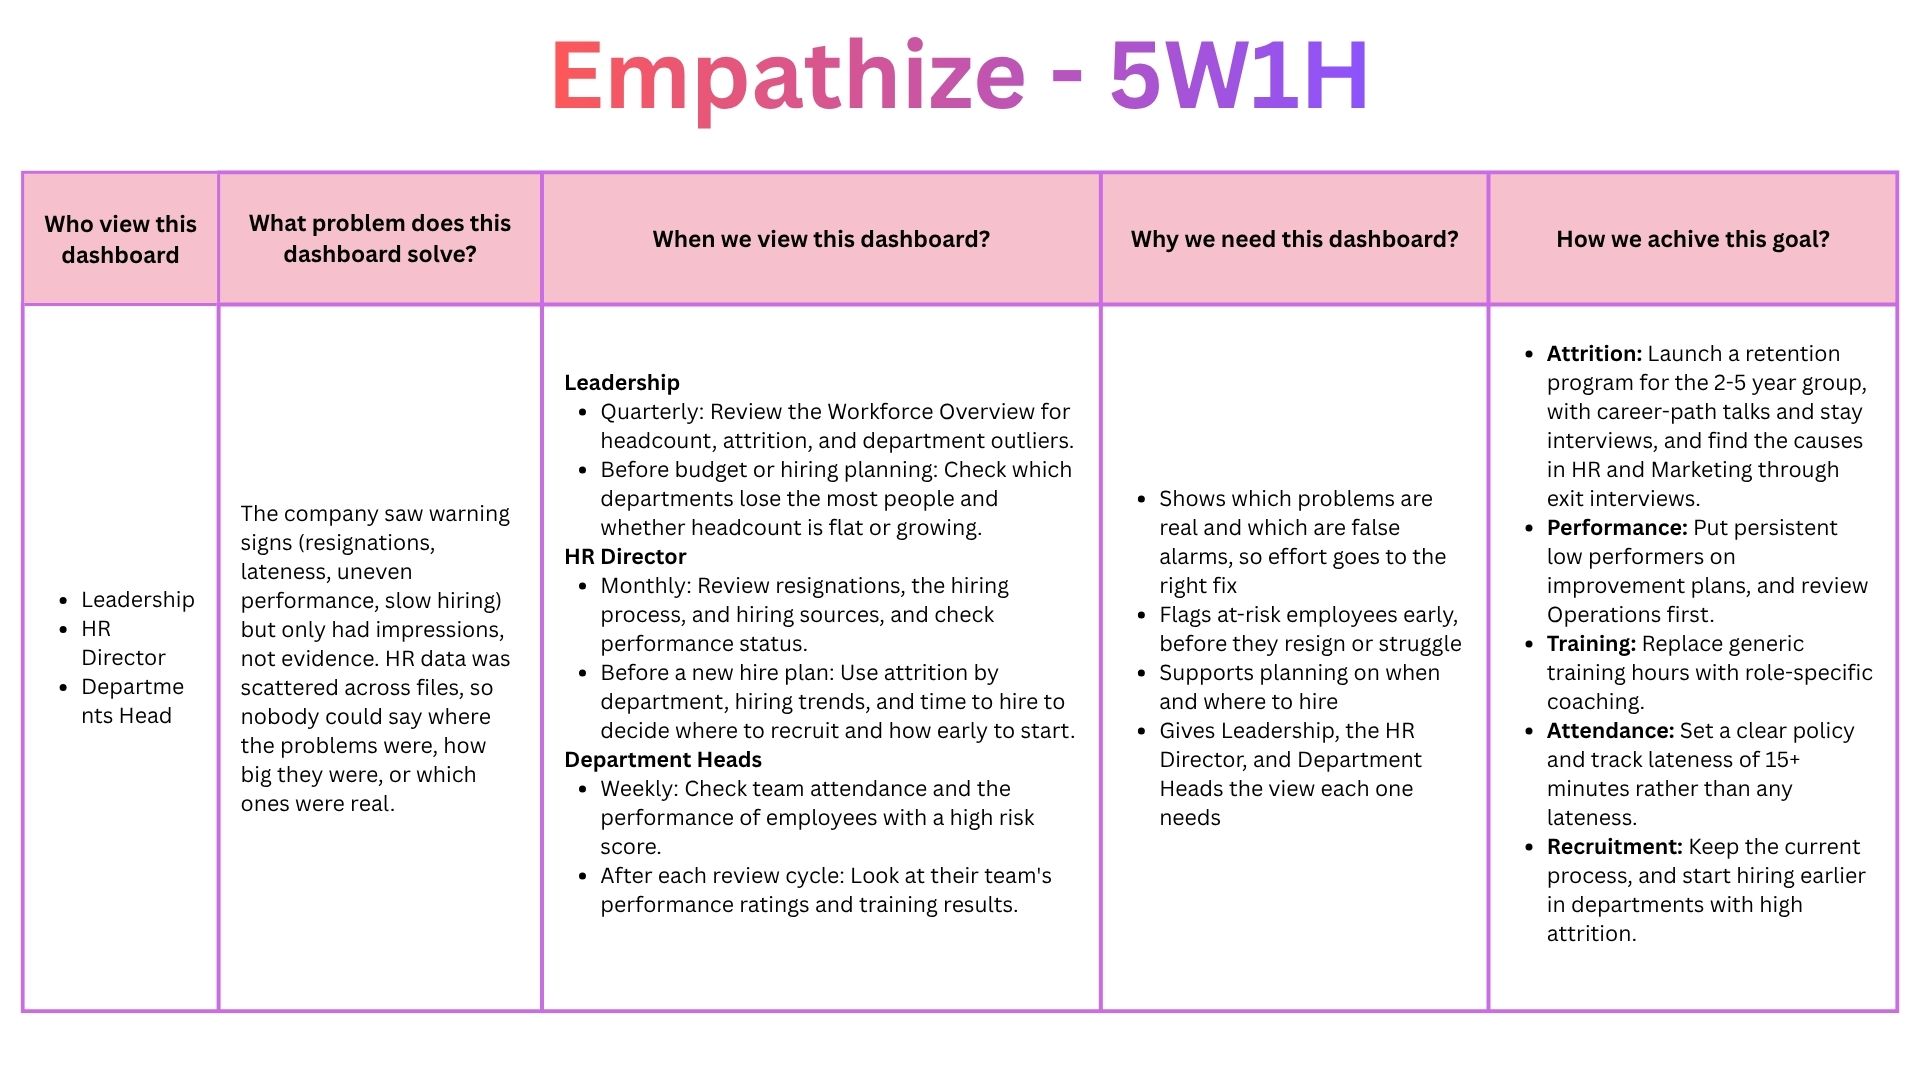 Empathize - 5W1H
Who view this
dashboard
What problem does this
dashboard solve?
When we view this dashboard?
Why we need this dashboard?
How we achive this goal?
• Leadership
• HR
Director
• Departme
nts Head
The company saw warning
signs (resignations,
lateness, uneven
performance, slow hiring)
but only had impressions,
not evidence. HR data was
scattered across files, so
nobody could say where
the problems were, how
big they were, or which
ones were real.
Leadership
• Quarterly: Review the Workforce Overview for
headcount, attrition, and department outliers.
• Before budget or hiring planning: Check which
departments lose the most people and
whether headcount is flat or growing.
HR Director
• Monthly: Review resignations, the hiring
process, and hiring sources, and check
performance status.
• Before a new hire plan: Use attrition by
department, hiring trends, and time to hire to
decide where to recruit and how early to start.
Department Heads
• Weekly: Check team attendance and the
performance of employees with a high risk
score.
• After each review cycle: Look at their team's
performance ratings and training results.
• Shows which problems are
real and which are false
alarms, so effort goes to the
right fix
• Flags at-risk employees early,
before they resign or struggle
• Supports planning on when
and where to hire
• Gives Leadership, the HR
Director, and Department
Heads the view each one
needs
• Attrition: Launch a retention
program for the 2-5 year group,
with career-path talks and stay
interviews, and find the causes
in HR and Marketing through
exit interviews.
• Performance: Put persistent
low performers on
improvement plans, and review
Operations first.
• Training: Replace generic
training hours with role-specific
coaching.
• Attendance: Set a clear policy
and track lateness of 15+
minutes rather than any
lateness.
• Recruitment: Keep the current
process, and start hiring earlier
in departments with high
attrition.